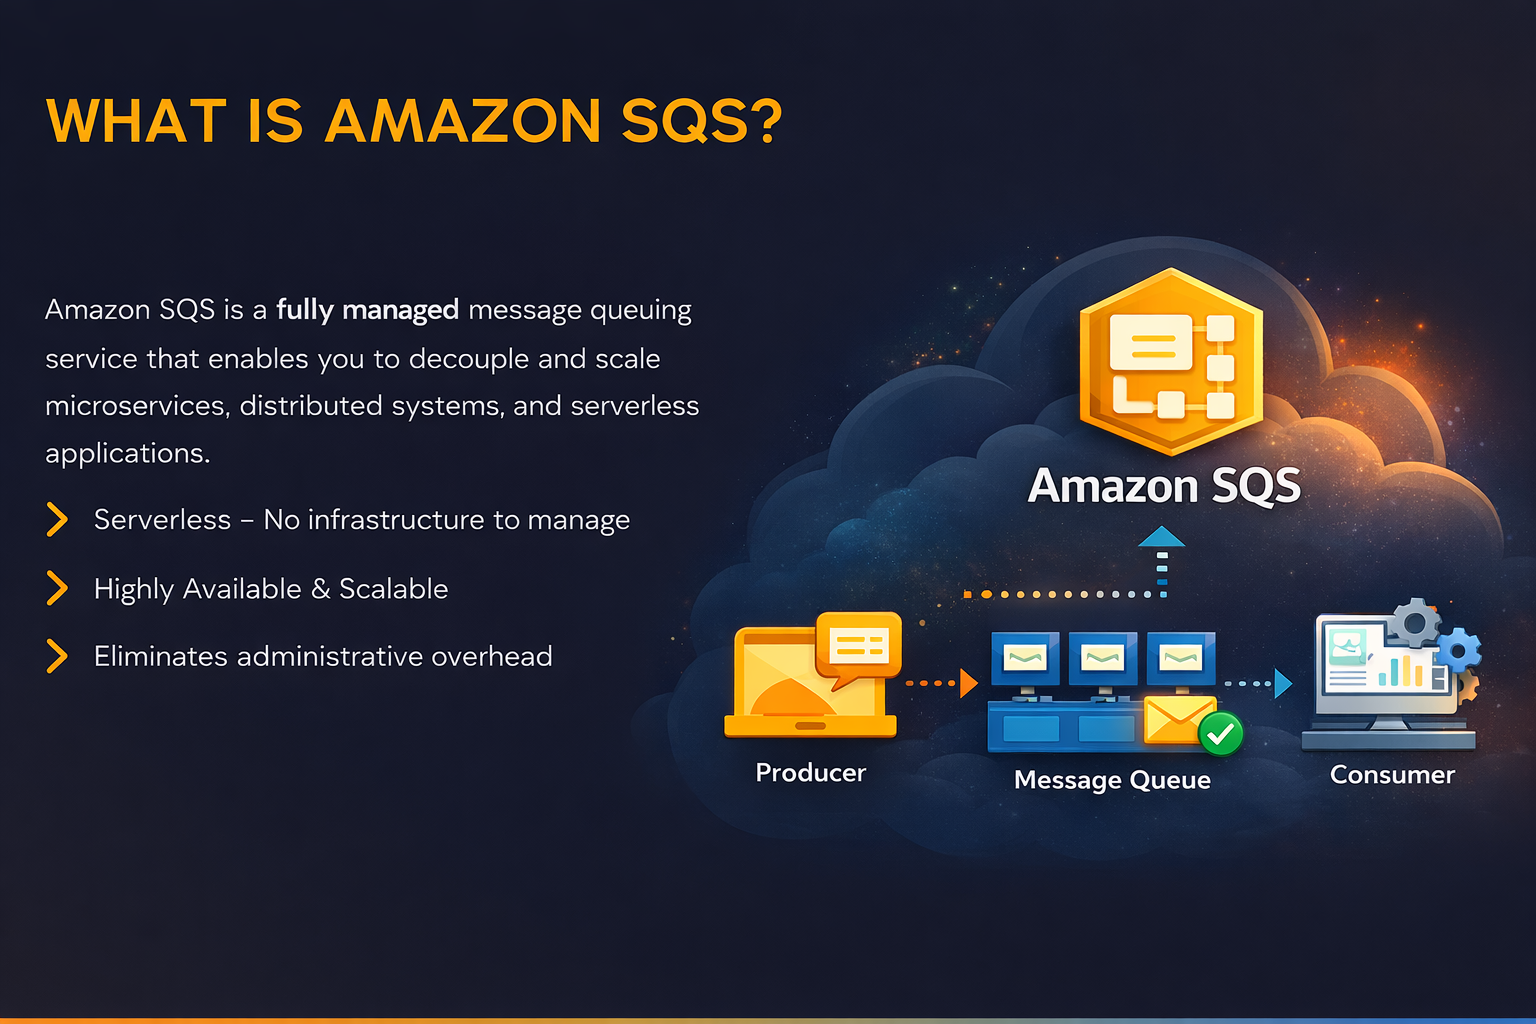 WHAT IS AMAZON SQS?
Amazon SQS is a fully managed message queuing
service that enables you to decouple and scale
microservices, distributed systems, and serverless
applications.
Serverless – No infrastructure to manage
Highly Available & Scalable
Eliminates administrative overhead
Amazon SQS
Producer
Message Queue
Consumer